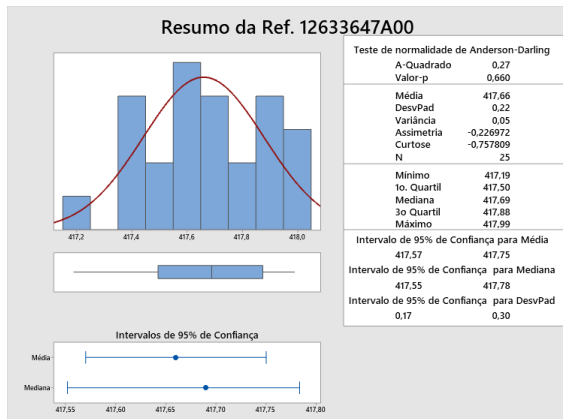 Resumo da Ref. 12633647A00
Teste de normalidade de Anderson-Darling
A-Quadrado 0,27
Valor-p 0,660
Média 417,66
DesvPad 0,22
Variância 0,05
Assimetria -0,226972
Curtose -0,757809
N 25
Mínimo 417,19
1o. Quartil 417,50
Mediana 417,69
3o Quartil 417,88
Máximo 417,99
Intervalo de 95% de Confiança para Média
417,57 417,75
Intervalo de 95% de Confiança para Mediana
417,55 417,78
Intervalo de 95% de Confiança para DesvPad
0,17 0,30
417,2 417,4 417,6 417,8 418,0
Intervalos de 95% de Confiança
Média
Mediana
417,55 417,60 417,65 417,70 417,75 417,80